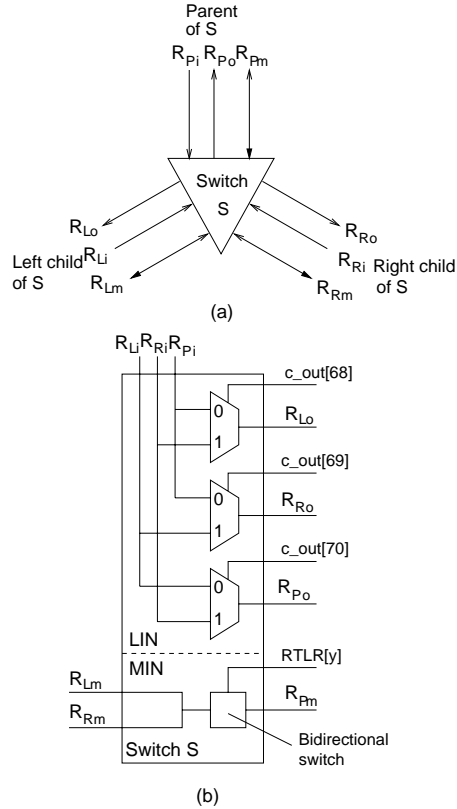 Parent
of S
R_Pi R_Po R_Pm
Switch
S
R_Lo
R_Ro
Left child R_Li
of S
R_Ri Right child
of S
R_Lm
R_Rm
(a)
R_Li R_Ri R_Pi
c_out[68]
0
R_Lo
1
c_out[69]
0
R_Ro
1
c_out[70]
0
R_Po
1
LIN
MIN
RTLR[y]
R_Lm
R_Pm
R_Rm
Switch S
Bidirectional
switch
(b)